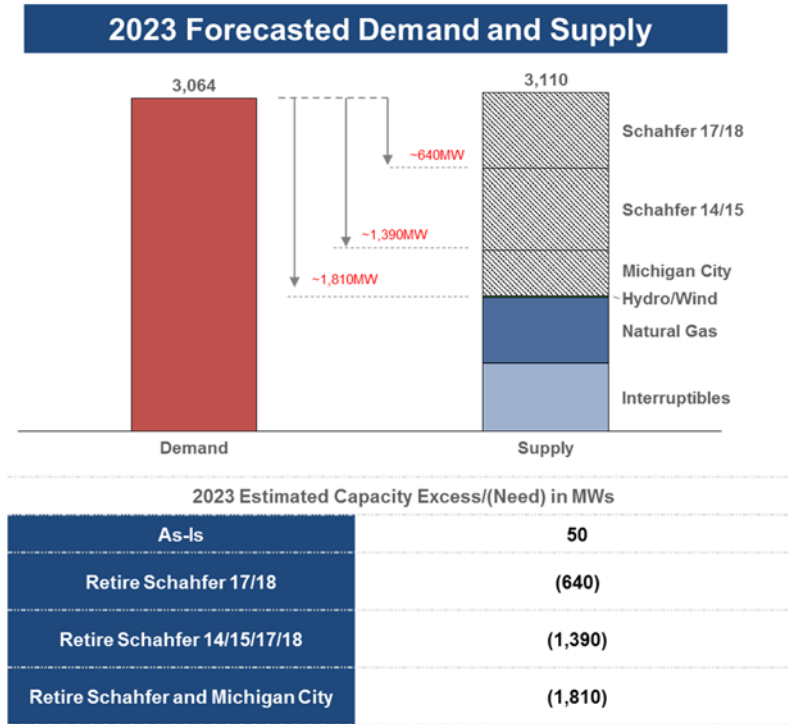 2023 Forecasted Demand and Supply
3,064
3,110
Schahfer 17/18
~640MW
Schahfer 14/15
~1,390MW
Michigan City
~1,810MW
Hydro/Wind
Natural Gas
Interruptibles
Demand
Supply
2023 Estimated Capacity Excess/(Need) in MWs
As-Is
50
Retire Schahfer 17/18
(640)
Retire Schahfer 14/15/17/18
(1,390)
Retire Schahfer and Michigan City
(1,810)